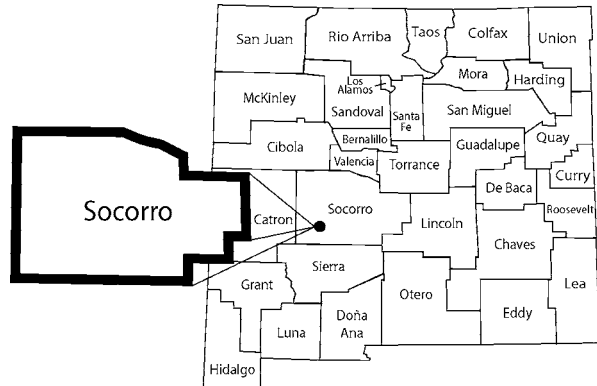 San Juan
Rio Arriba
Taos
Colfax
Union
Los
Alamos
Mora
Harding
McKinley
Sandoval
Santa
Fe
San Miguel
Quay
Bernalillo
Guadalupe
Cibola
Valencia
Torrance
Curry
De Baca
Socorro
Catron
Socorro
Lincoln
Roosevelt
Chaves
Sierra
Grant
Otero
Lea
Luna
Doña
Ana
Eddy
Hidalgo